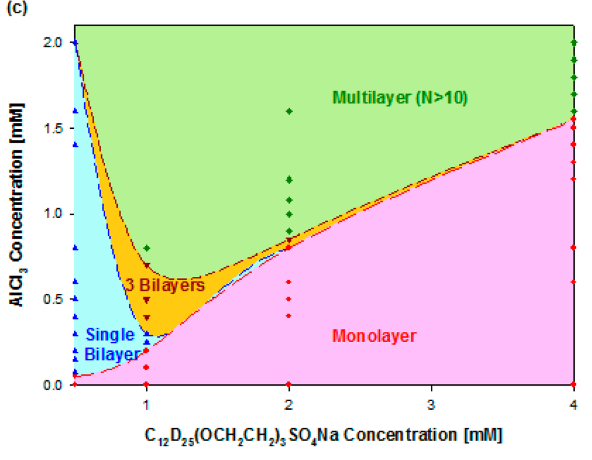 (c)
2.0
1.5
1.0
0.5
0.0
AlCl₃ Concentration [mM]
Multilayer (N>10)
3 Bilayers
Single
Bilayer
Monolayer
1
2
3
4
C₁₂D₂₅(OCH₂CH₂)₃SO₄Na Concentration [mM]